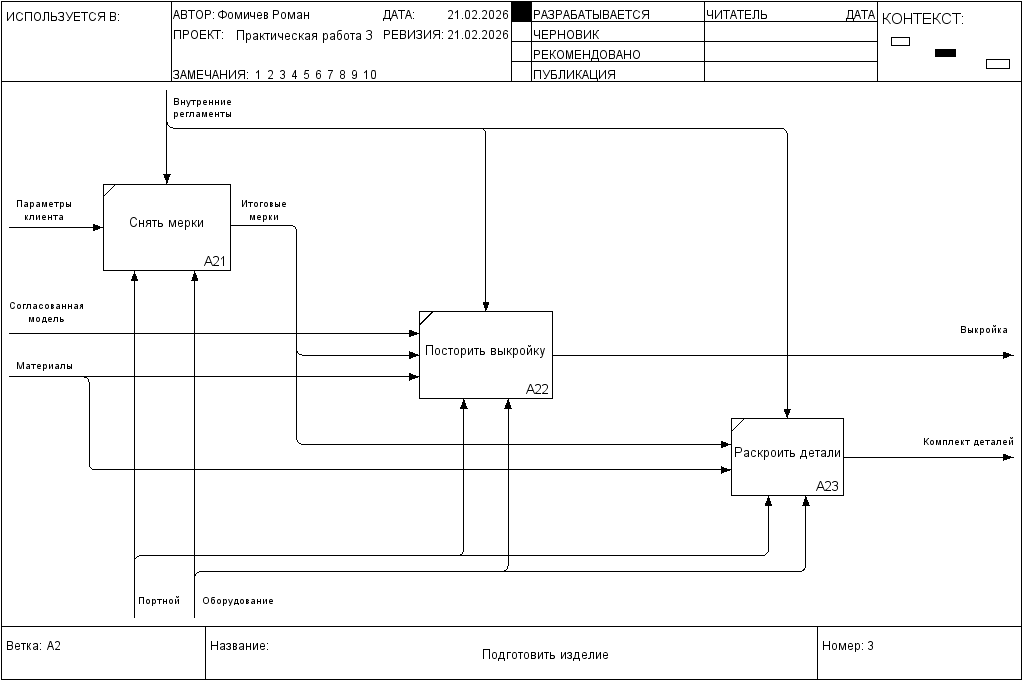 ИСПОЛЬЗУЕТСЯ В:
АВТОР: Фомичев Роман
ДАТА: 21.02.2026
ПРОЕКТ: Практическая работа 3
РЕВИЗИЯ: 21.02.2026
ЗАМЕЧАНИЯ: 1 2 3 4 5 6 7 8 9 10
РАЗРАБАТЫВАЕТСЯ
ЧЕРНОВИК
РЕКОМЕНДОВАНО
ПУБЛИКАЦИЯ
ЧИТАТЕЛЬ ДАТА
КОНТЕКСТ:
Внутренние
регламенты
Параметры
клиента
Снять мерки
A21
Итоговые
мерки
Согласованная
модель
Материалы
Посторить выкройку
A22
Выкройка
Раскроить детали
A23
Комплект деталей
Портной
Оборудование
Ветка: A2
Название:
Подготовить изделие
Номер: 3